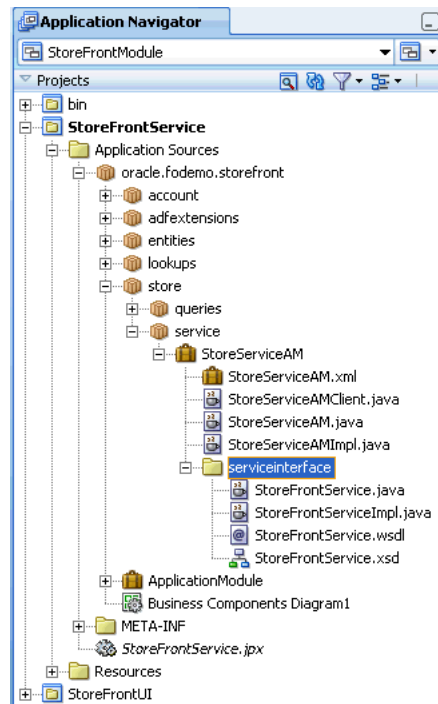 Application Navigator
StoreFrontModule
Projects
bin
StoreFrontService
Application Sources
oracle.fodemo.storefront
account
adfextensions
entities
lookups
store
queries
service
StoreServiceAM
StoreServiceAM.xml
StoreServiceAMClient.java
StoreServiceAM.java
StoreServiceAMImpl.java
serviceinterface
StoreFrontService.java
StoreFrontServiceImpl.java
StoreFrontService.wsdl
StoreFrontService.xsd
ApplicationModule
Business Components Diagram1
META-INF
StoreFrontService.jpx
Resources
StoreFrontUI